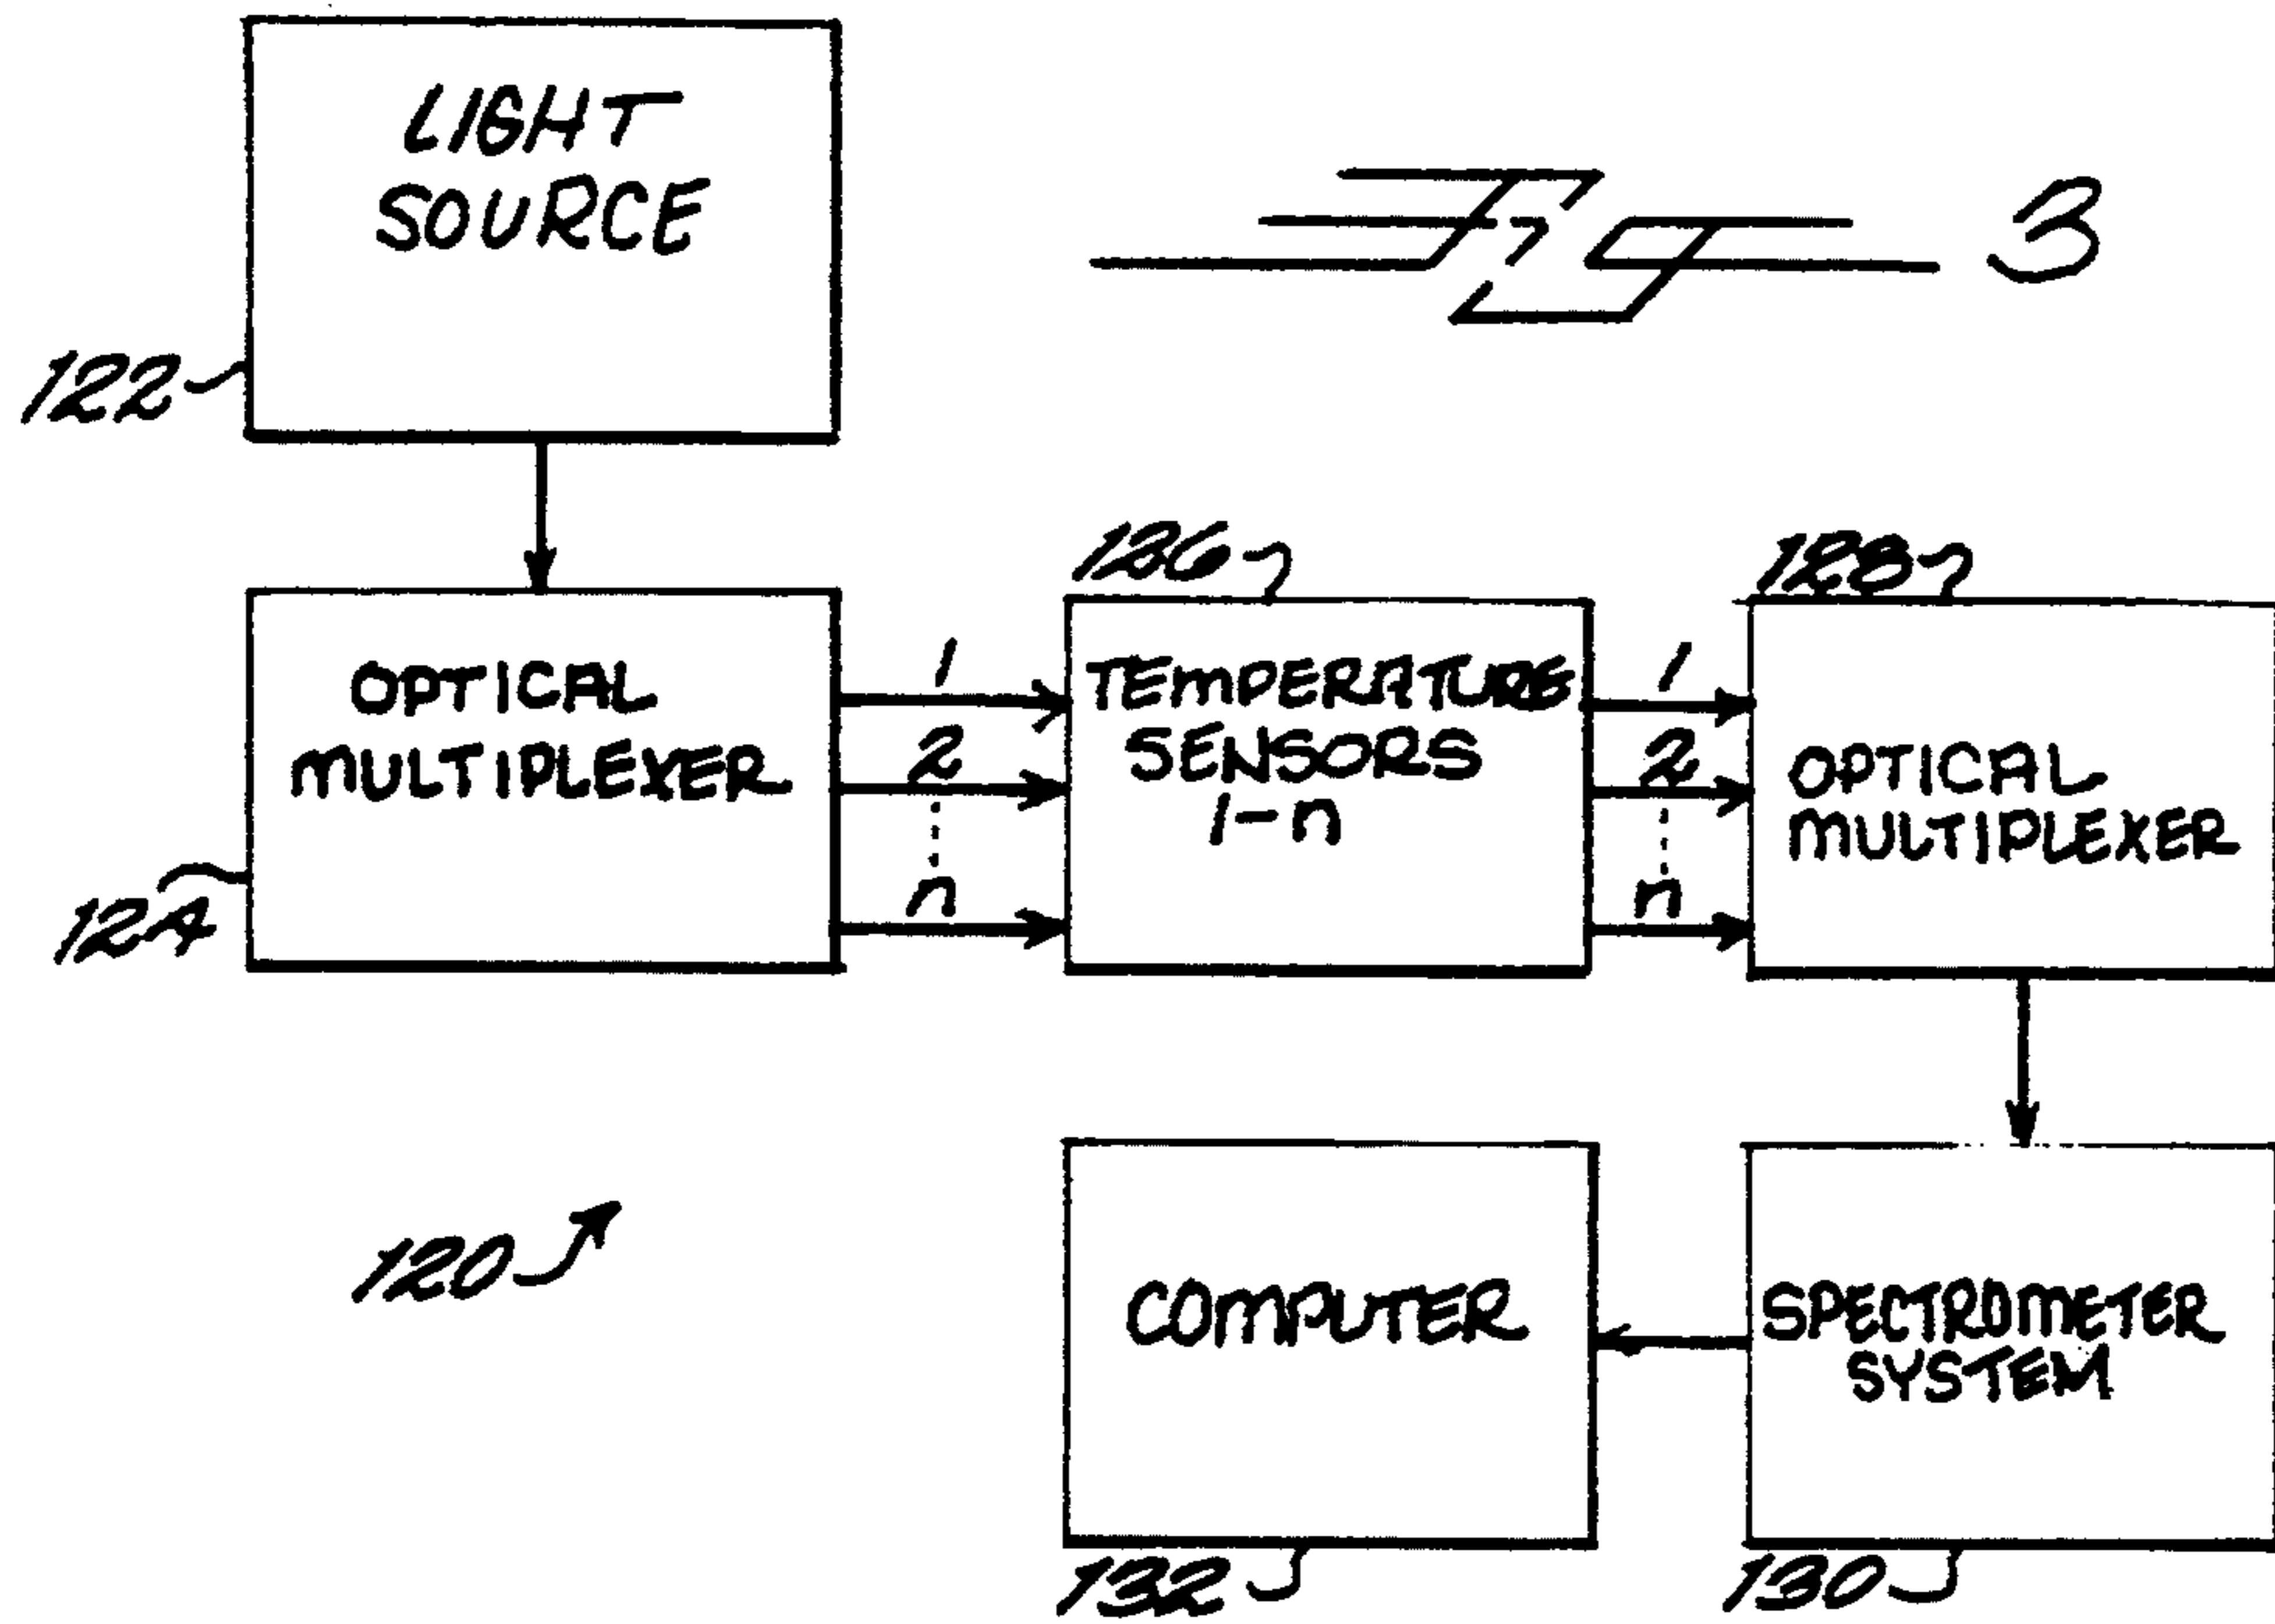 LIGHT
SOURCE
Fig 3
122
126
128
OPTICAL
MULTIPLEXER
1
2
n
TEMPERATURE
SENSORS
1-n
1
2
n
OPTICAL
MULTIPLEXER
124
120
COMPUTER
SPECTROMETER
SYSTEM
132
130